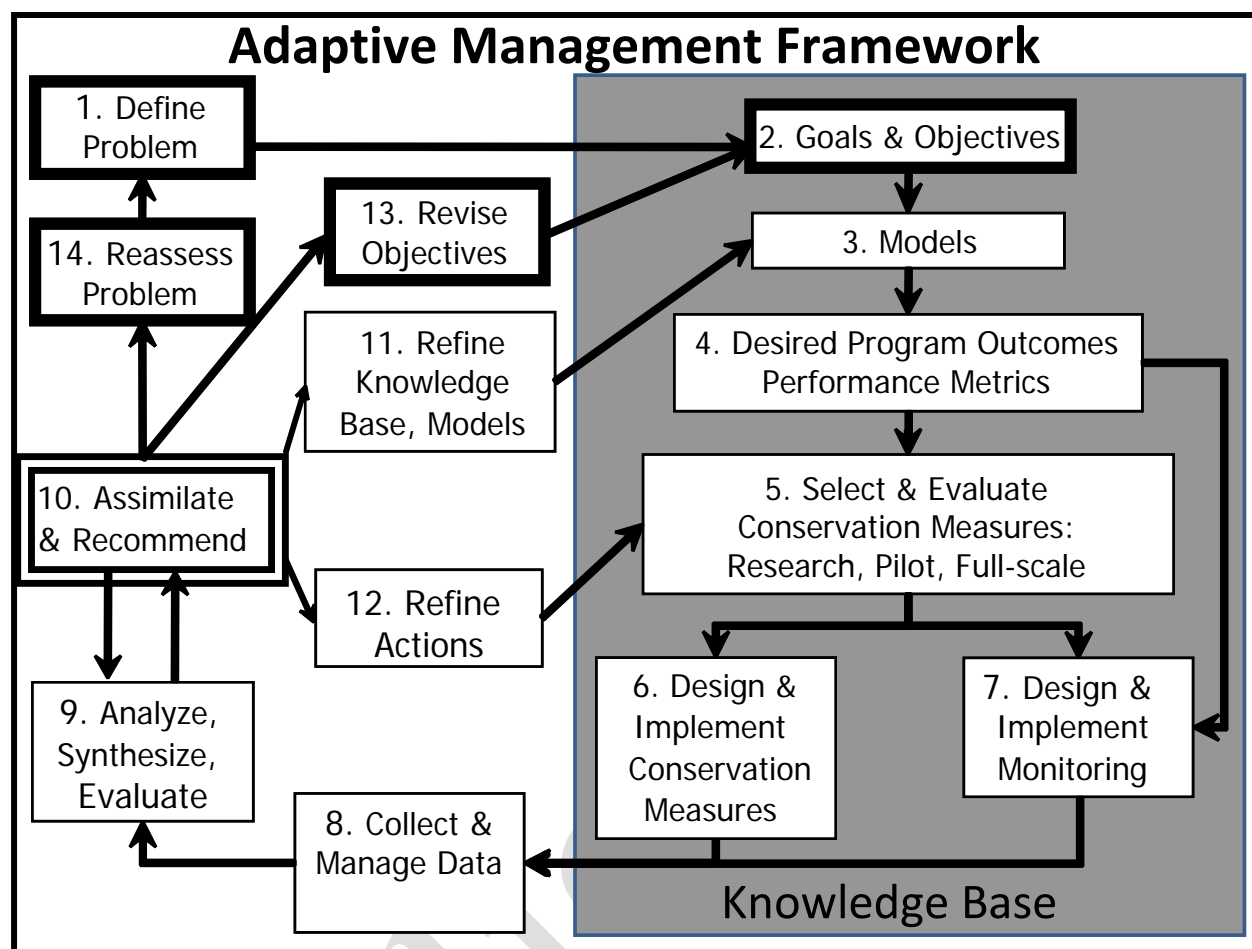 Adaptive Management Framework
1. Define
Problem
2. Goals & Objectives
13. Revise
Objectives
14. Reassess
Problem
3. Models
11. Refine
Knowledge
Base, Models
4. Desired Program Outcomes
Performance Metrics
10. Assimilate
& Recommend
5. Select & Evaluate
Conservation Measures:
Research, Pilot, Full-scale
12. Refine
Actions
6. Design &
Implement
Conservation
Measures
7. Design &
Implement
Monitoring
9. Analyze,
Synthesize,
Evaluate
8. Collect &
Manage Data
Knowledge Base